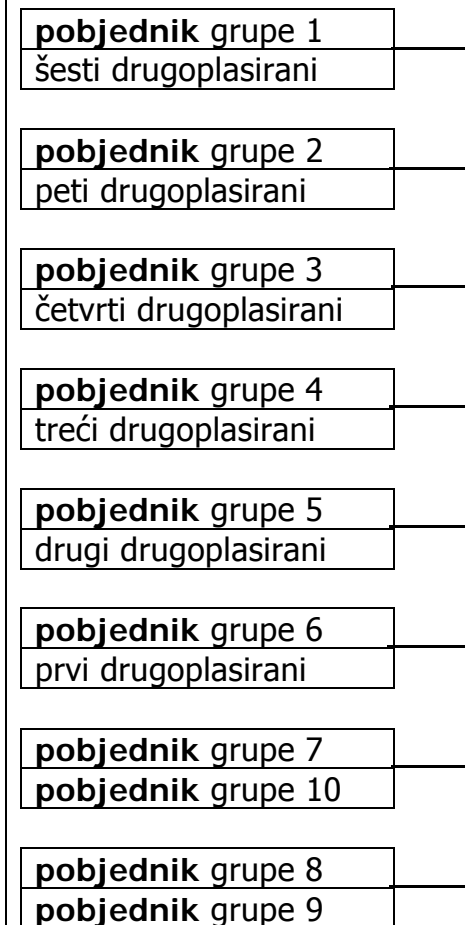 pobjednik grupe 1
šesti drugoplasirani
pobjednik grupe 2
peti drugoplasirani
pobjednik grupe 3
četvrti drugoplasirani
pobjednik grupe 4
treći drugoplasirani
pobjednik grupe 5
drugi drugoplasirani
pobjednik grupe 6
prvi drugoplasirani
pobjednik grupe 7
pobjednik grupe 10
pobjednik grupe 8
pobjednik grupe 9